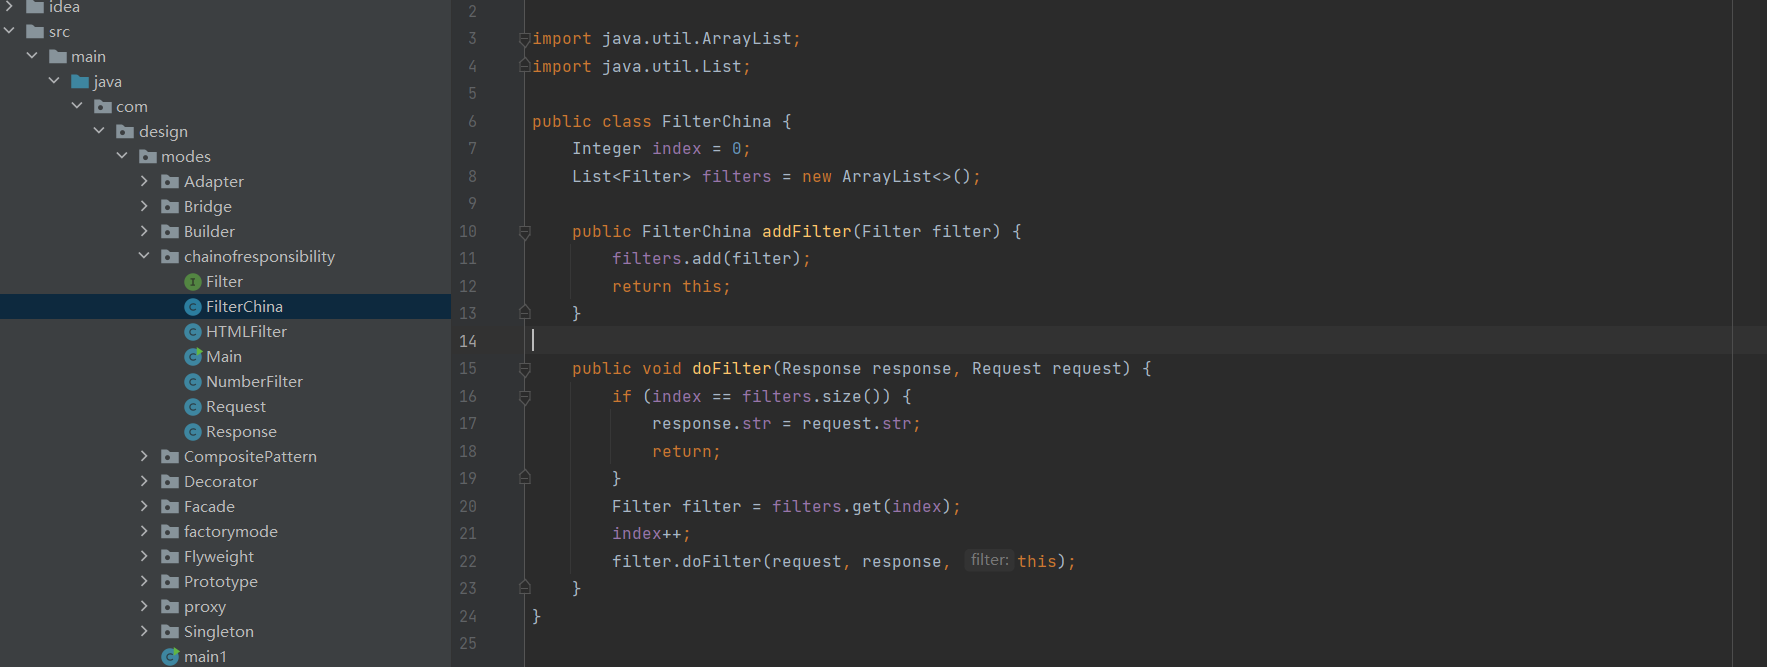 idea
src
main
java
com
design
modes
Adapter
Bridge
Builder
chainofresponsibility
I Filter
C FilterChina
C HTMLFilter
C Main
C NumberFilter
C Request
C Response
CompositePattern
Decorator
Facade
factorymode
Flyweight
Prototype
proxy
Singleton
C main1
2
3 import java.util.ArrayList;
4 import java.util.List;
5
6 public class FilterChina {
7 Integer index = 0;
8 List<Filter> filters = new ArrayList<>();
9
10 public FilterChina addFilter(Filter filter) {
11 filters.add(filter);
12 return this;
13 }
14
15 public void doFilter(Response response, Request request) {
16 if (index == filters.size()) {
17 response.str = request.str;
18 return;
19 }
20 Filter filter = filters.get(index);
21 index++;
22 filter.doFilter(request, response, filter: this);
23 }
24 }
25